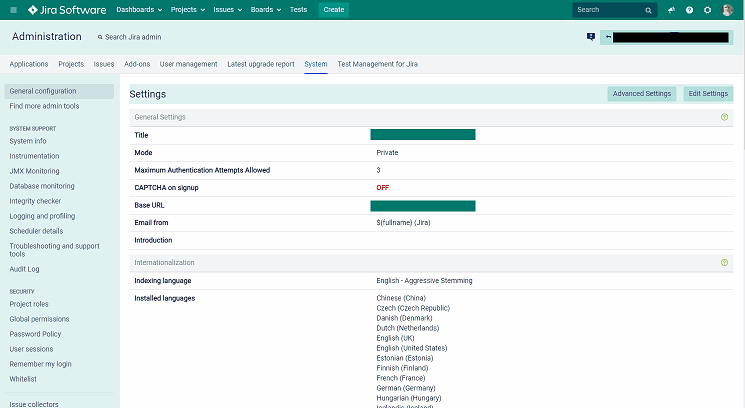 Jira Software Dashboards Projects Issues Boards Tests Create Search
Administration Search Jira admin
Applications Projects Issues Add-ons User management Latest upgrade report System Test Management for Jira
General configuration
Find more admin tools
SYSTEM SUPPORT
System info
Instrumentation
JMX Monitoring
Database monitoring
Integrity checker
Logging and profiling
Scheduler details
Troubleshooting and support
tools
Audit Log
SECURITY
Project roles
Global permissions
Password Policy
User sessions
Remember my login
Whitelist
Issue collectors
Settings Advanced Settings Edit Settings
General Settings
Title
Mode Private
Maximum Authentication Attempts Allowed 3
CAPTCHA on signup OFF
Base URL
Email from ${fullname} (Jira)
Introduction
Internationalization
Indexing language English - Aggressive Stemming
Installed languages Chinese (China)
Czech (Czech Republic)
Danish (Denmark)
Dutch (Netherlands)
English (UK)
English (United States)
Estonian (Estonia)
Finnish (Finland)
French (France)
German (Germany)
Hungarian (Hungary)
Icelandic (Iceland)